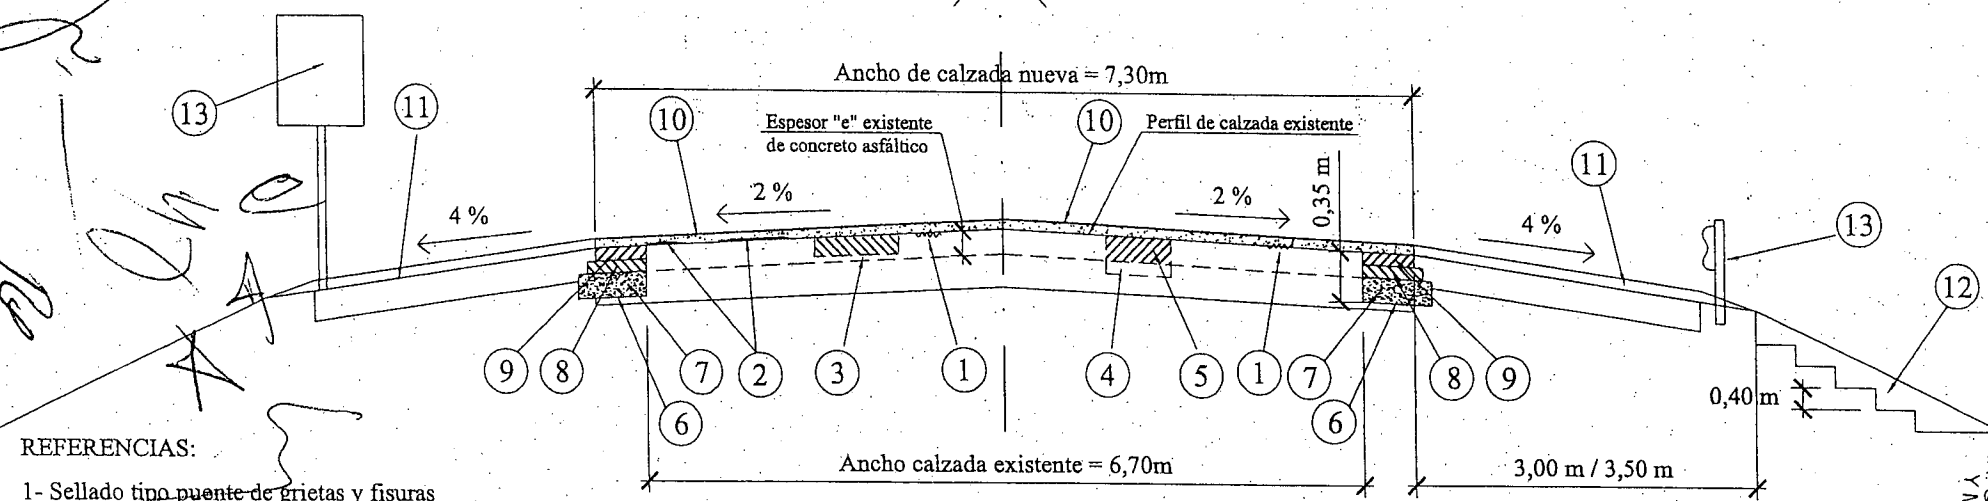 Ancho de calzada nueva = 7,30m
13
11
10
Espesor "e" existente
de concreto asfáltico
10
Perfil de calzada existente
0,35 m
11
4 %
2 %
2 %
4 %
13
12
9
8
7
2
3
1
4
5
1
7
8
9
6
6
0,40 m
REFERENCIAS:
Ancho calzada existente = 6,70m
3,00 m / 3,50 m
1- Sellado tipo puente de grietas y fisuras